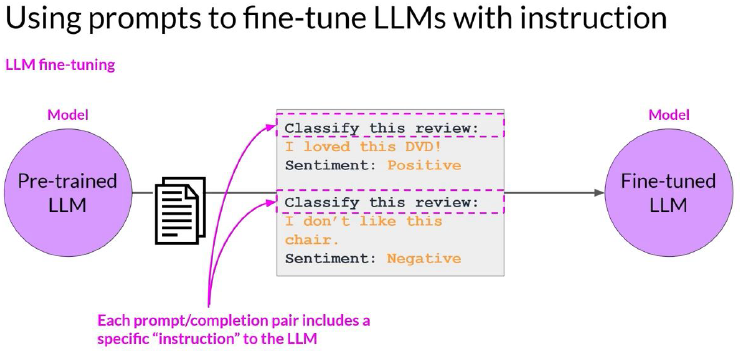 Using prompts to fine-tune LLMs with instruction
LLM fine-tuning
Model
Pre-trained
LLM
Classify this review:
I loved this DVD!
Sentiment: Positive
Classify this review:
I don't like this
chair.
Sentiment: Negative
Model
Fine-tuned
LLM
Each prompt/completion pair includes a
specific “instruction” to the LLM